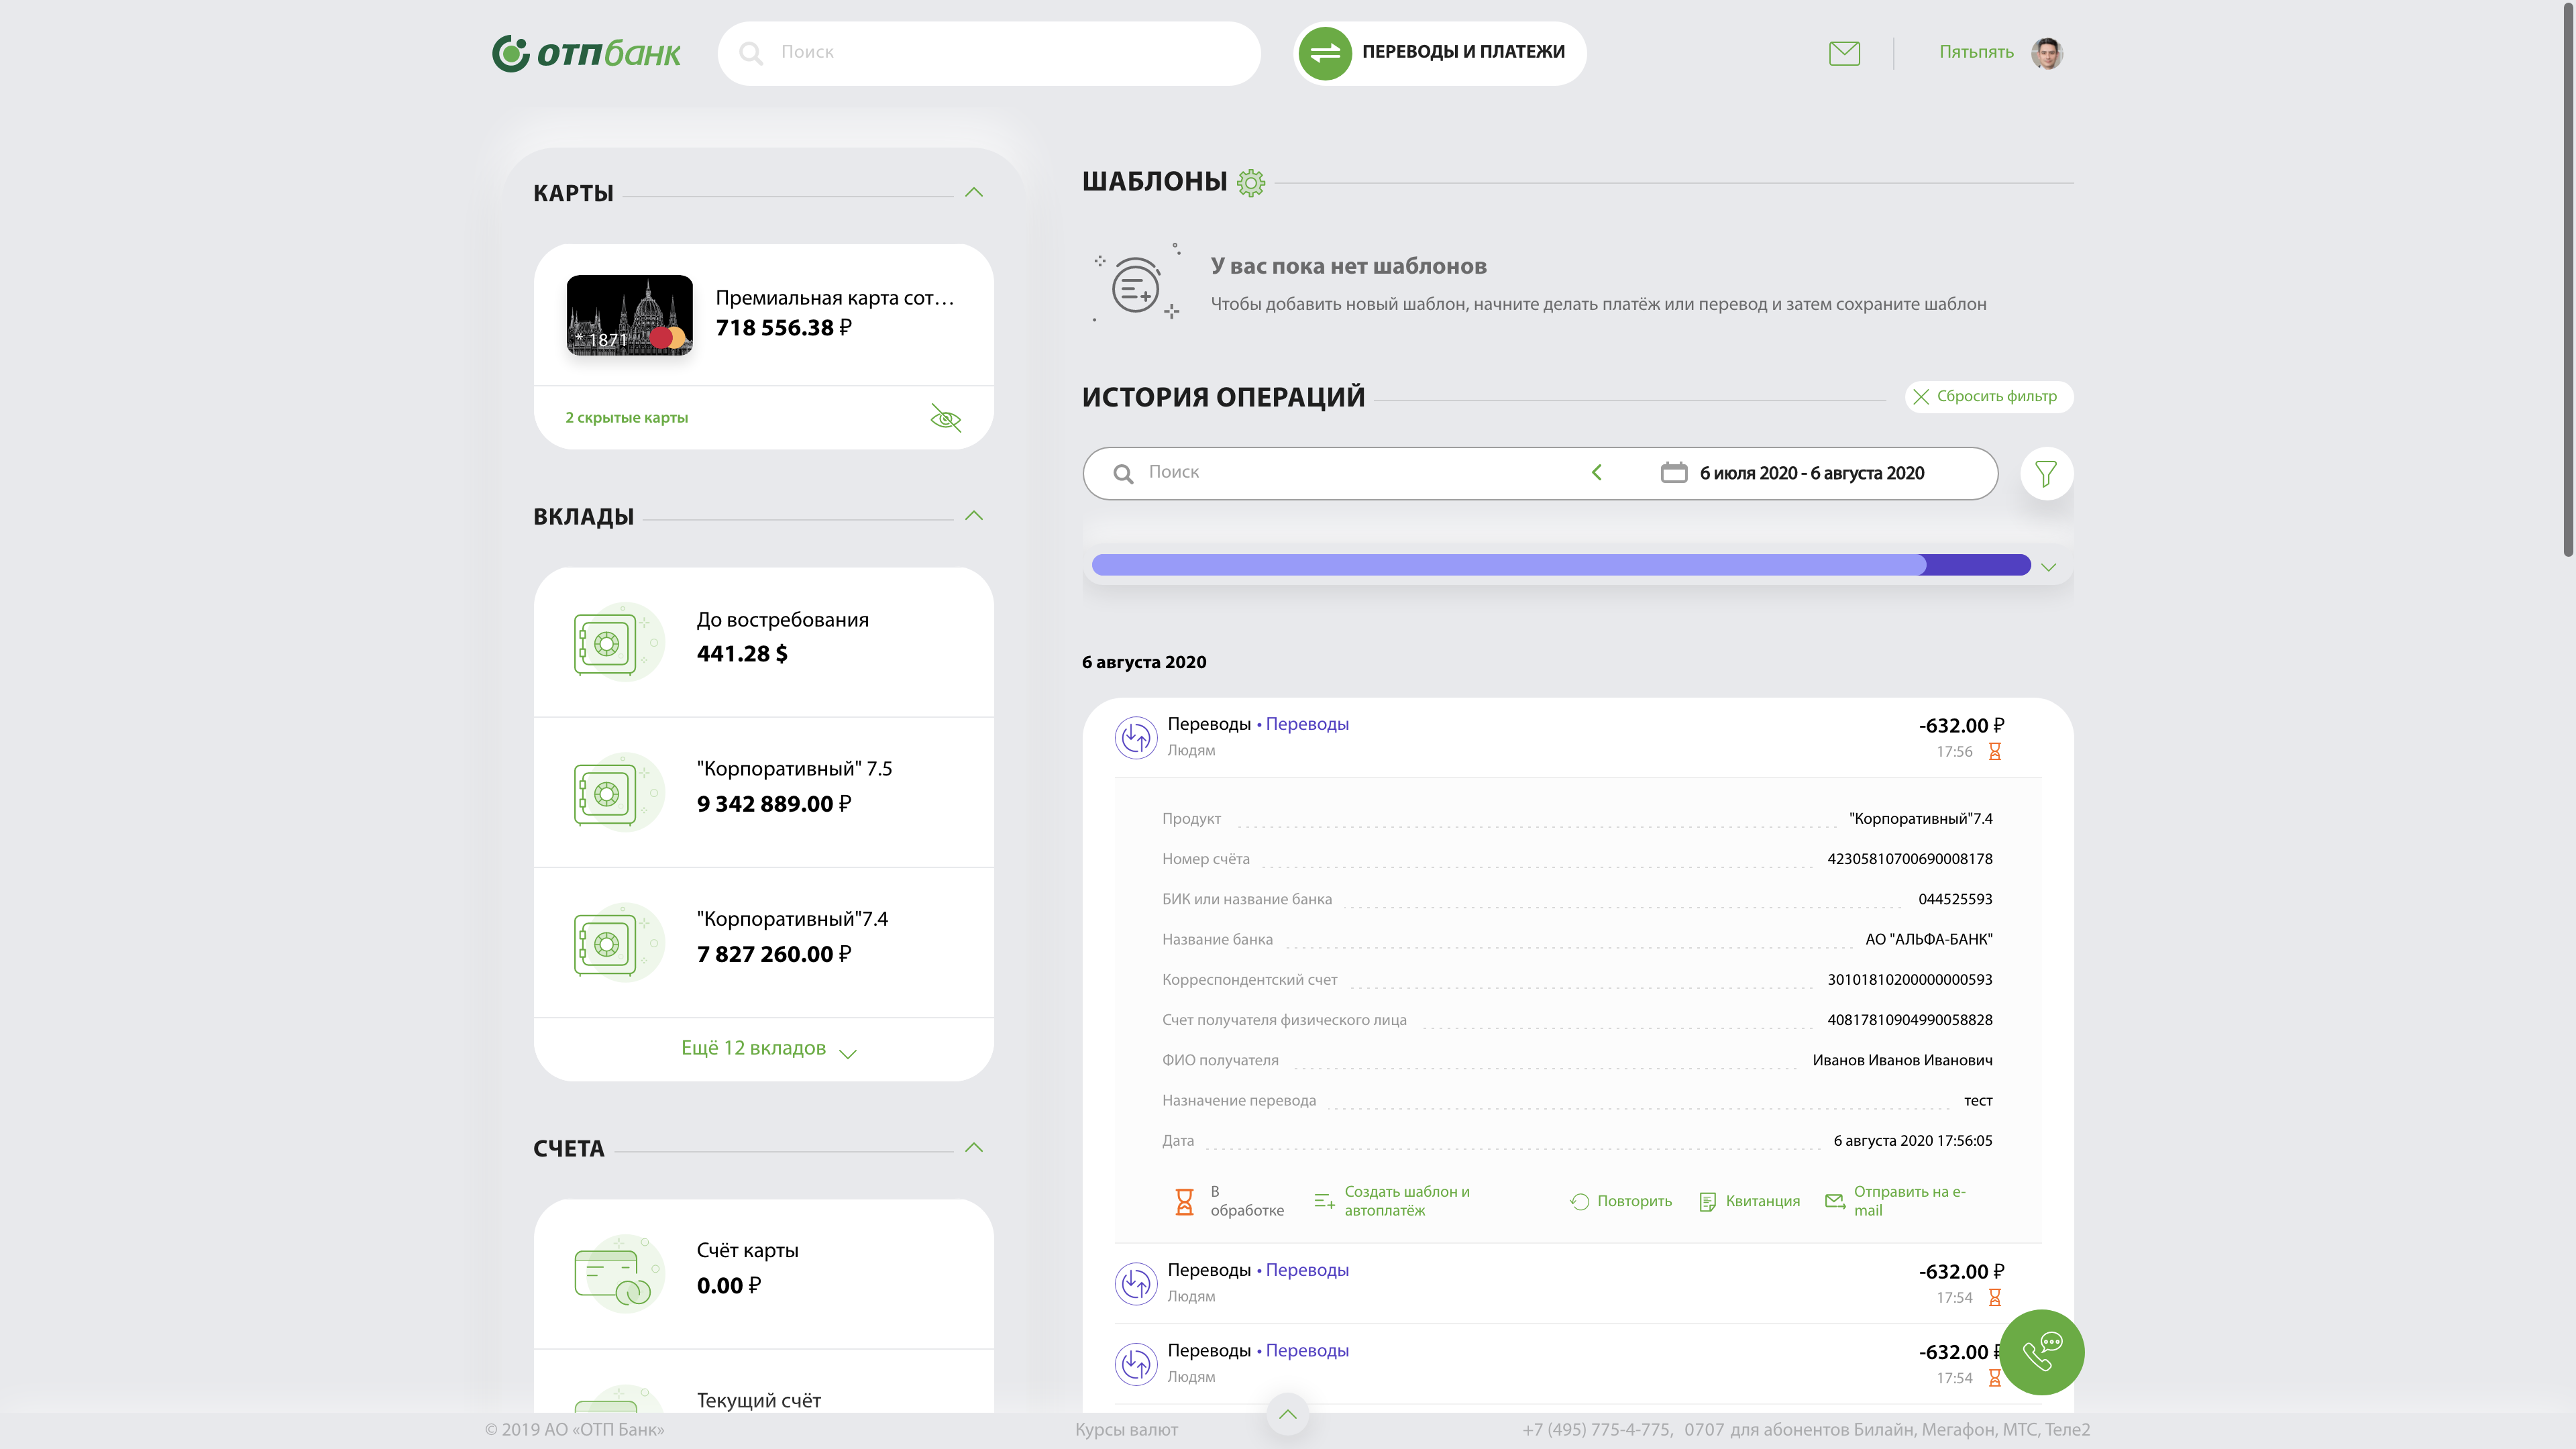 отпбанк
Поиск
ПЕРЕВОДЫ И ПЛАТЕЖИ
Пятьпять
КАРТЫ
* 1871
Премиальная карта сот...
718 556.38 ₽
2 скрытые карты
ВКЛАДЫ
До востребования
441.28 $
"Корпоративный" 7.5
9 342 889.00 ₽
"Корпоративный"7.4
7 827 260.00 ₽
Ещё 12 вкладов
СЧЕТА
Счёт карты
0.00 ₽
Текущий счёт
ШАБЛОНЫ
У вас пока нет шаблонов
Чтобы добавить новый шаблон, начните делать платёж или перевод и затем сохраните шаблон
ИСТОРИЯ ОПЕРАЦИЙ
Сбросить фильтр
Поиск
6 июля 2020 - 6 августа 2020
6 августа 2020
Переводы • Переводы
Людям
-632.00 ₽
17:56
Продукт "Корпоративный"7.4
Номер счёта 42305810700690008178
БИК или название банка 044525593
Название банка АО "АЛЬФА-БАНК"
Корреспондентский счет 30101810200000000593
Счет получателя физического лица 40817810904990058828
ФИО получателя Иванов Иванов Иванович
Назначение перевода тест
Дата 6 августа 2020 17:56:05
В
обработке
Создать шаблон и
автоплатёж
Повторить
Квитанция
Отправить на e-
mail
Переводы • Переводы
Людям
-632.00 ₽
17:54
Переводы • Переводы
Людям
-632.00 ₽
17:54
© 2019 АО «ОТП Банк»
Курсы валют
+7 (495) 775-4-775, 0707 для абонентов Билайн, Мегафон, МТС, Теле2